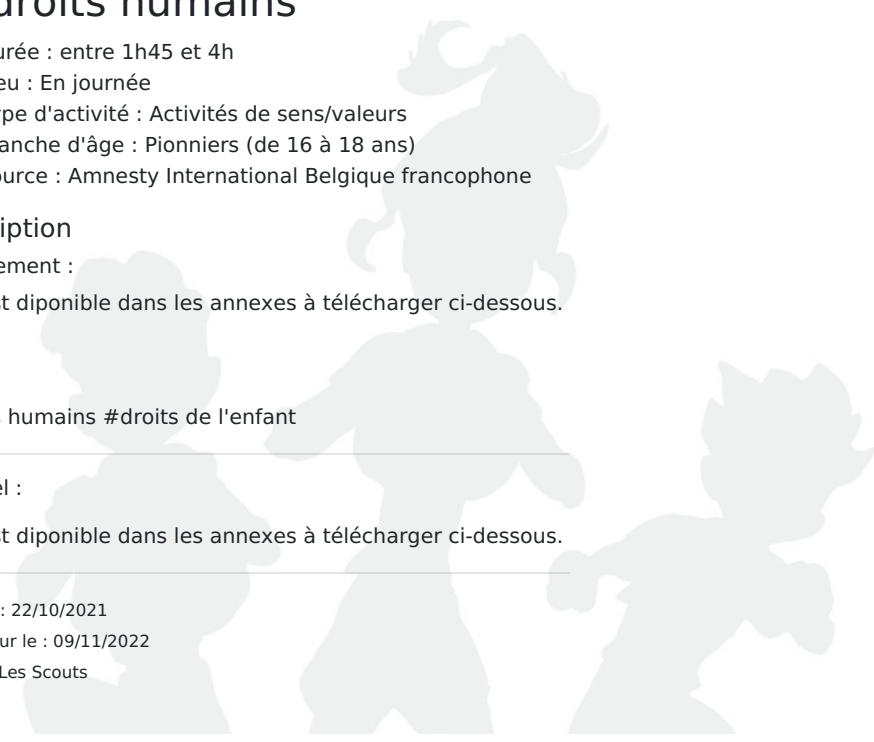 droits humains
urée : entre 1h45 et 4h
eu : En journée
ype d'activité : Activités de sens/valeurs
anche d'âge : Pionniers (de 16 à 18 ans)
ource : Amnesty International Belgique francophone
iption
ement :
st diponible dans les annexes à télécharger ci-dessous.
s humains #droits de l'enfant
el :
st diponible dans les annexes à télécharger ci-dessous.
: 22/10/2021
ur le : 09/11/2022
Les Scouts